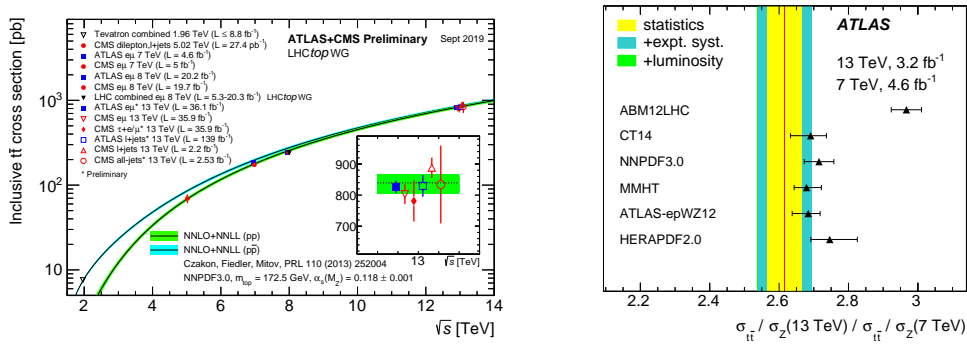 Inclusive tt̄ cross section [pb]
Tevatron combined 1.96 TeV (L ≤ 8.8 fb⁻¹)
CMS dilepton,l+jets 5.02 TeV (L = 27.4 pb⁻¹)
ATLAS eμ 7 TeV (L = 4.6 fb⁻¹)
CMS eμ 7 TeV (L = 5 fb⁻¹)
ATLAS eμ 8 TeV (L = 20.2 fb⁻¹)
CMS eμ 8 TeV (L = 19.7 fb⁻¹)
LHC combined eμ 8 TeV (L = 5.3-20.3 fb⁻¹) LHCtopWG
ATLAS eμ* 13 TeV (L = 36.1 fb⁻¹)
CMS eμ 13 TeV (L = 35.9 fb⁻¹)
CMS τ+e/μ* 13 TeV (L = 35.9 fb⁻¹)
ATLAS l+jets* 13 TeV (L = 139 fb⁻¹)
CMS l+jets 13 TeV (L = 2.2 fb⁻¹)
CMS all-jets* 13 TeV (L = 2.53 fb⁻¹)
* Preliminary
ATLAS+CMS Preliminary Sept 2019
LHCtopWG
10³
10²
10
900
800
700
600
13 √s [TeV]
NNLO+NNLL (pp)
NNLO+NNLL (pp̄)
Czakon, Fiedler, Mitov, PRL 110 (2013) 252004
NNPDF3.0, m_top = 172.5 GeV, α_s(M_Z) = 0.118 ± 0.001
2 4 6 8 10 12 14
√s [TeV]
statistics
+expt. syst.
+luminosity
ATLAS
13 TeV, 3.2 fb⁻¹
7 TeV, 4.6 fb⁻¹
ABM12LHC
CT14
NNPDF3.0
MMHT
ATLAS-epWZ12
HERAPDF2.0
2.2 2.4 2.6 2.8 3
σ_tt̄ / σ_Z(13 TeV) / σ_tt̄ / σ_Z(7 TeV)